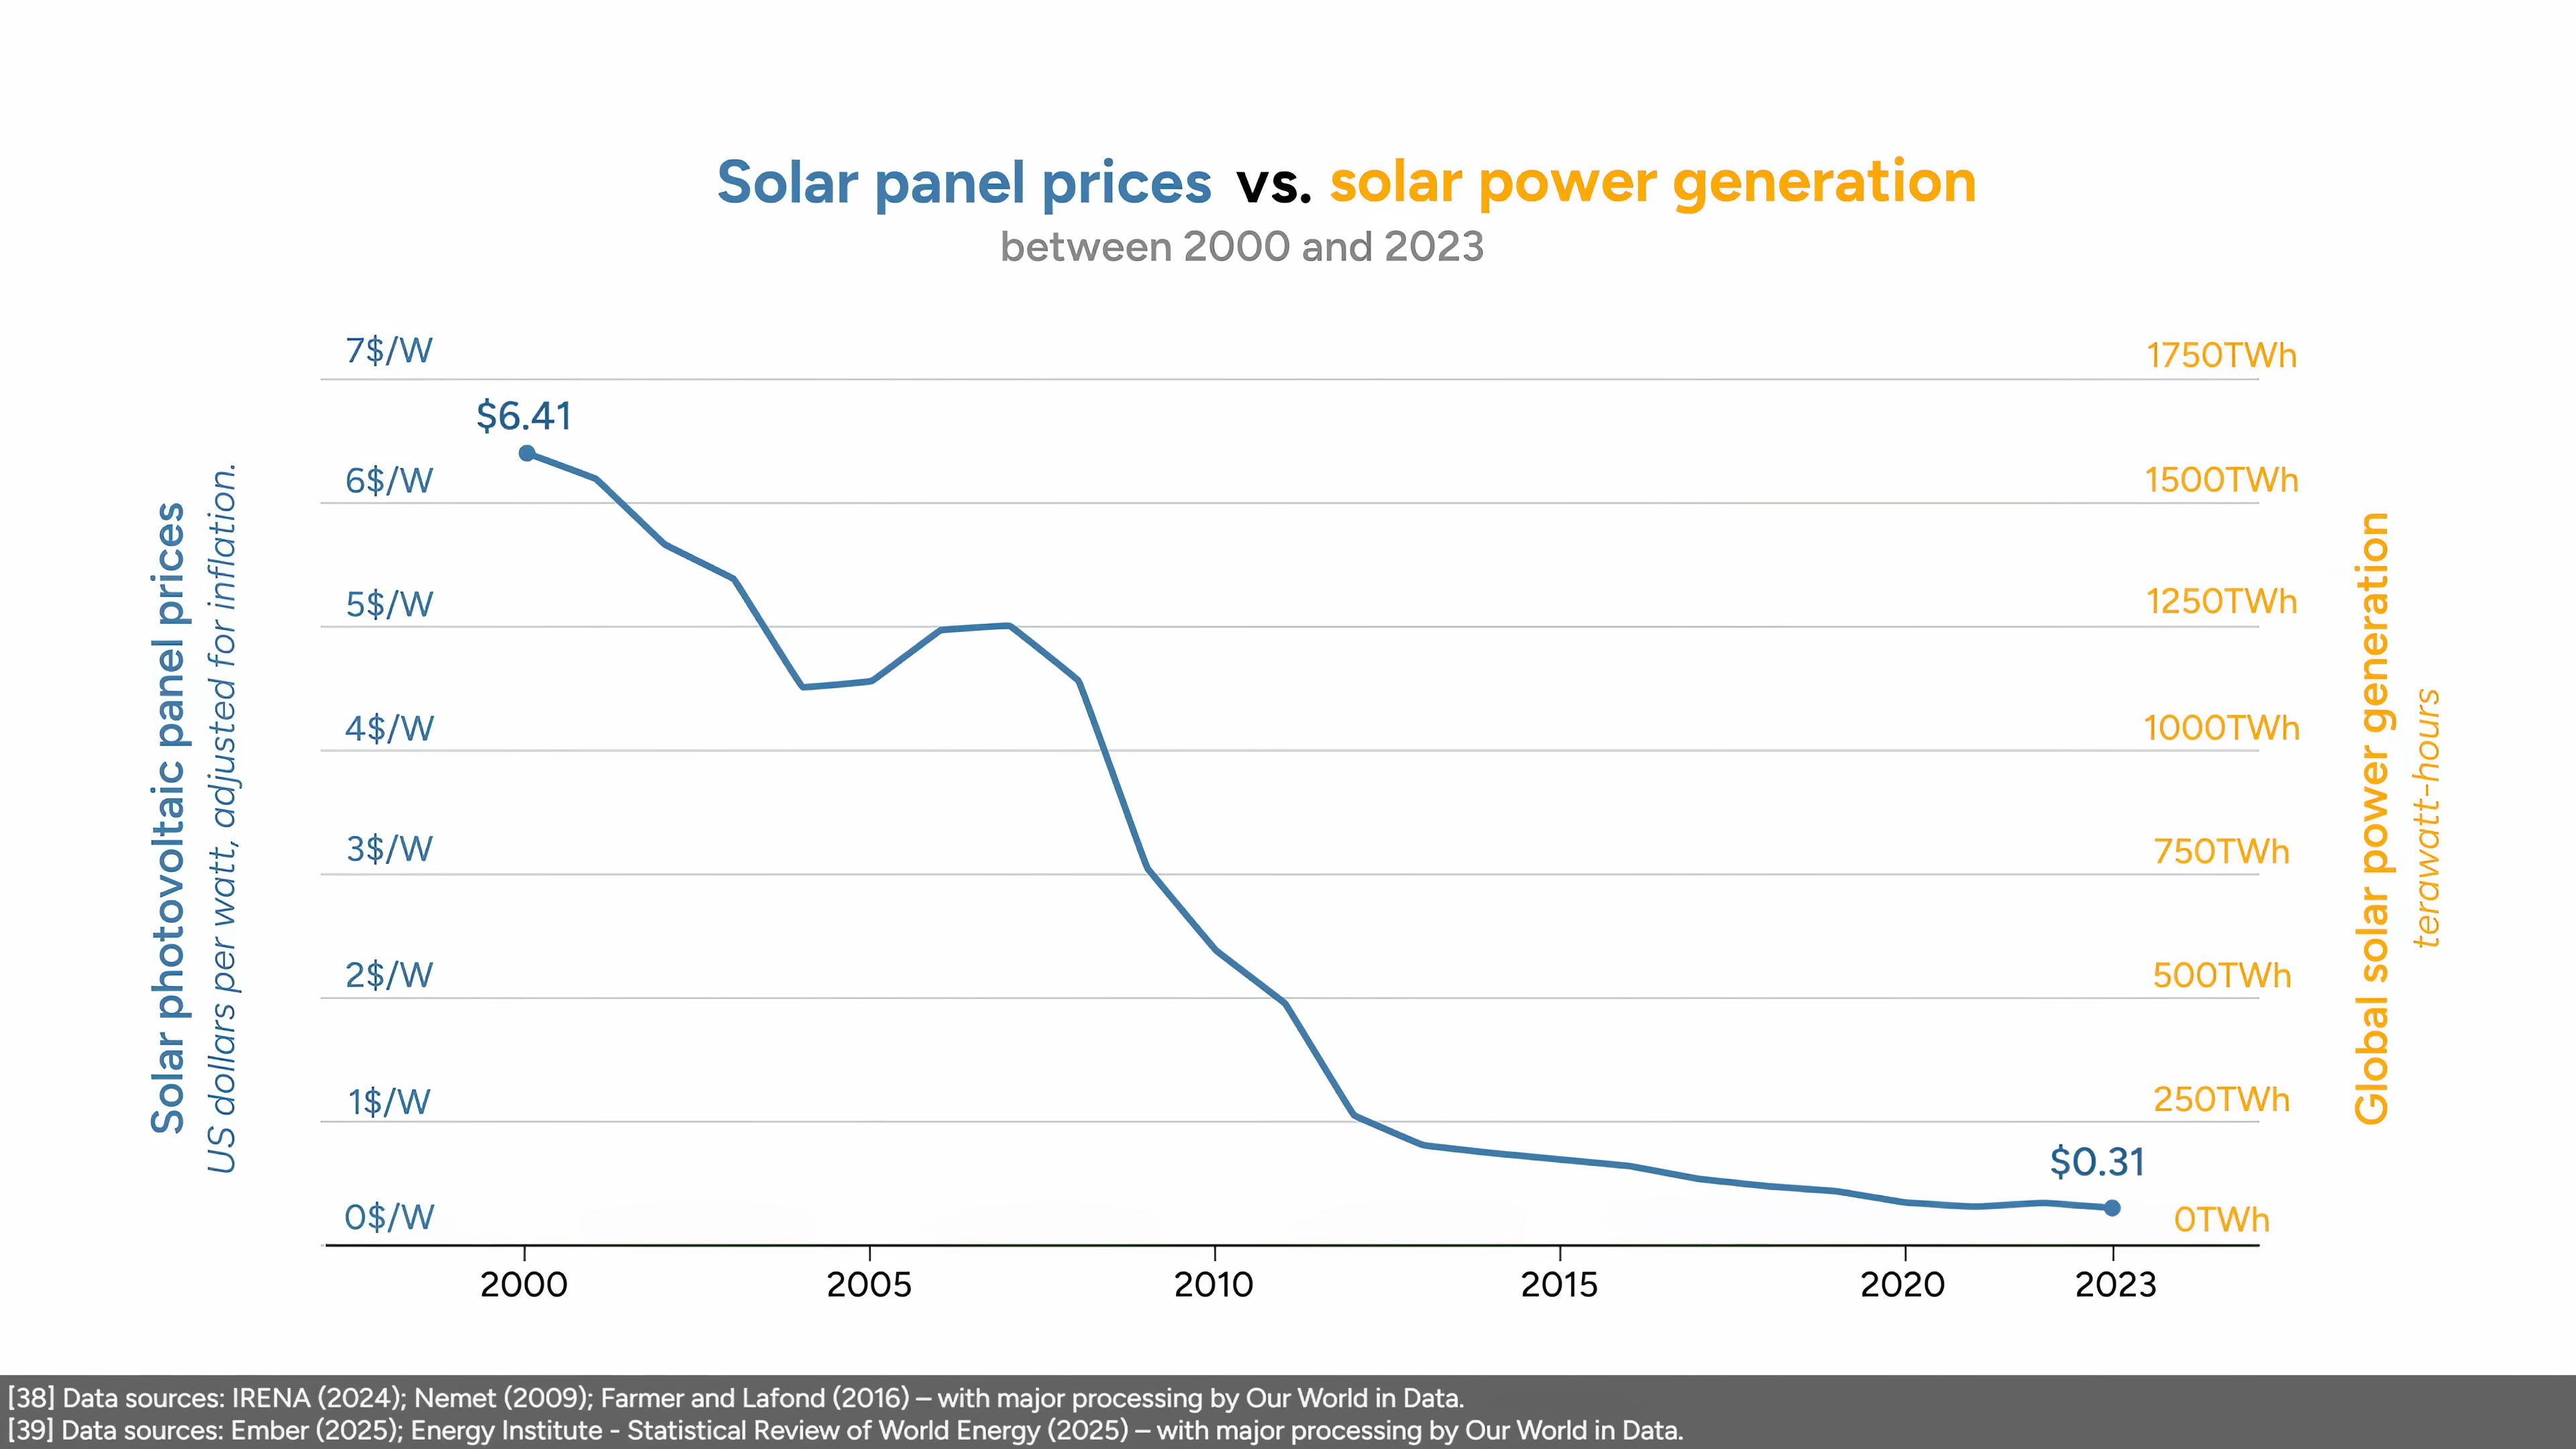 Solar panel prices vs. solar power generation
between 2000 and 2023
Solar photovoltaic panel prices
US dollars per watt, adjusted for inflation.
7$/W
6$/W
5$/W
4$/W
3$/W
2$/W
1$/W
0$/W
$6.41
$0.31
1750TWh
1500TWh
1250TWh
1000TWh
750TWh
500TWh
250TWh
0TWh
Global solar power generation
terawatt-hours
2000 2005 2010 2015 2020 2023
[38] Data sources: IRENA (2024); Nemet (2009); Farmer and Lafond (2016) – with major processing by Our World in Data.
[39] Data sources: Ember (2025); Energy Institute - Statistical Review of World Energy (2025) – with major processing by Our World in Data.